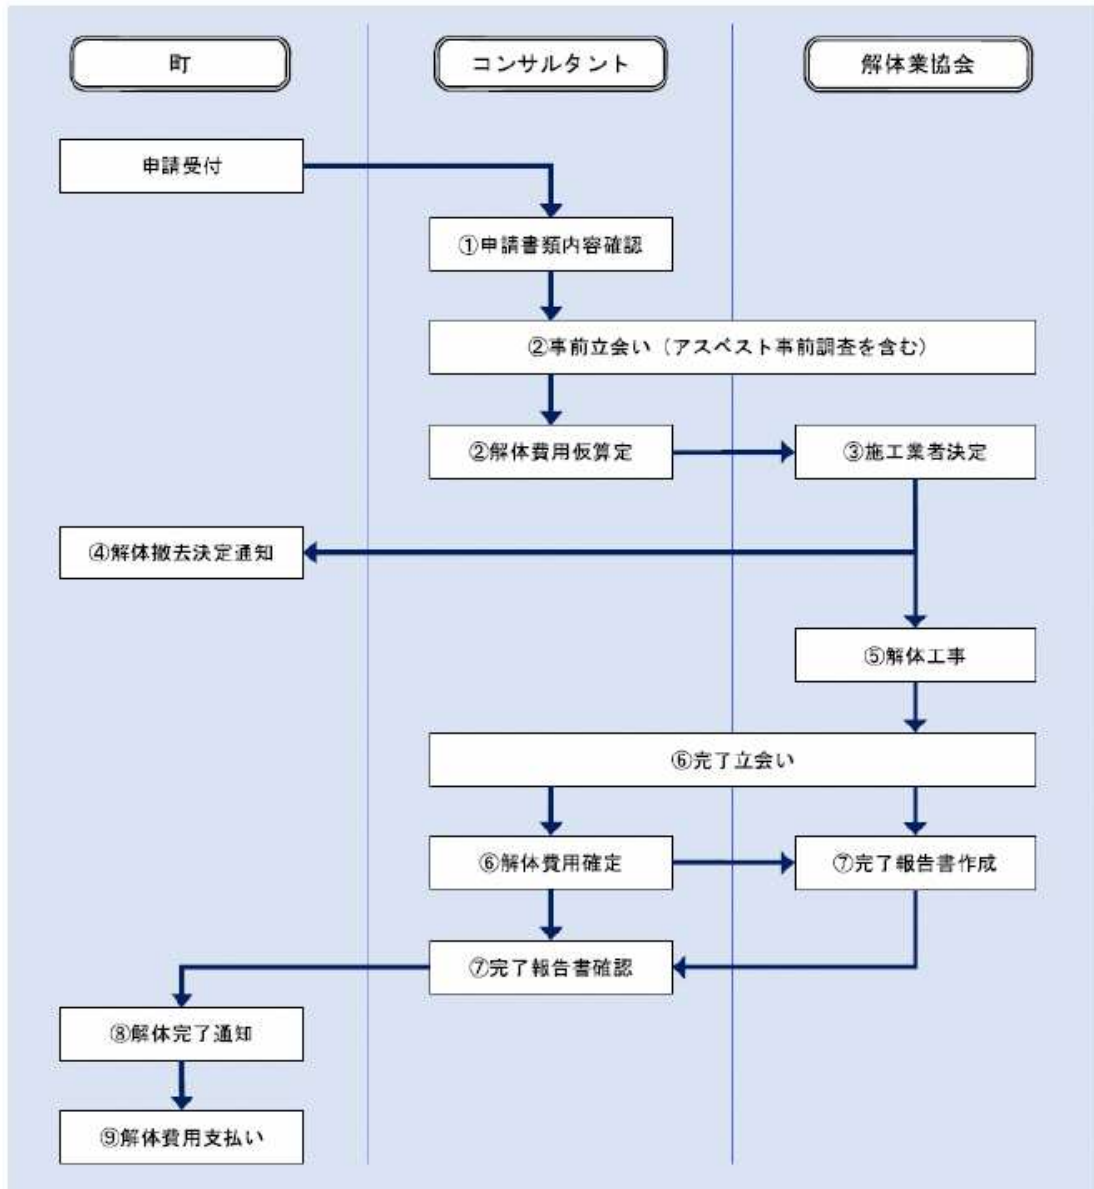 町
コンサルタント
解体業協会
申請受付
①申請書類内容確認
②事前立会い（アスベスト事前調査を含む）
②解体費用仮算定
③施工業者決定
④解体撤去決定通知
⑤解体工事
⑥完了立会い
⑥解体費用確定
⑦完了報告書作成
⑦完了報告書確認
⑧解体完了通知
⑨解体費用支払い